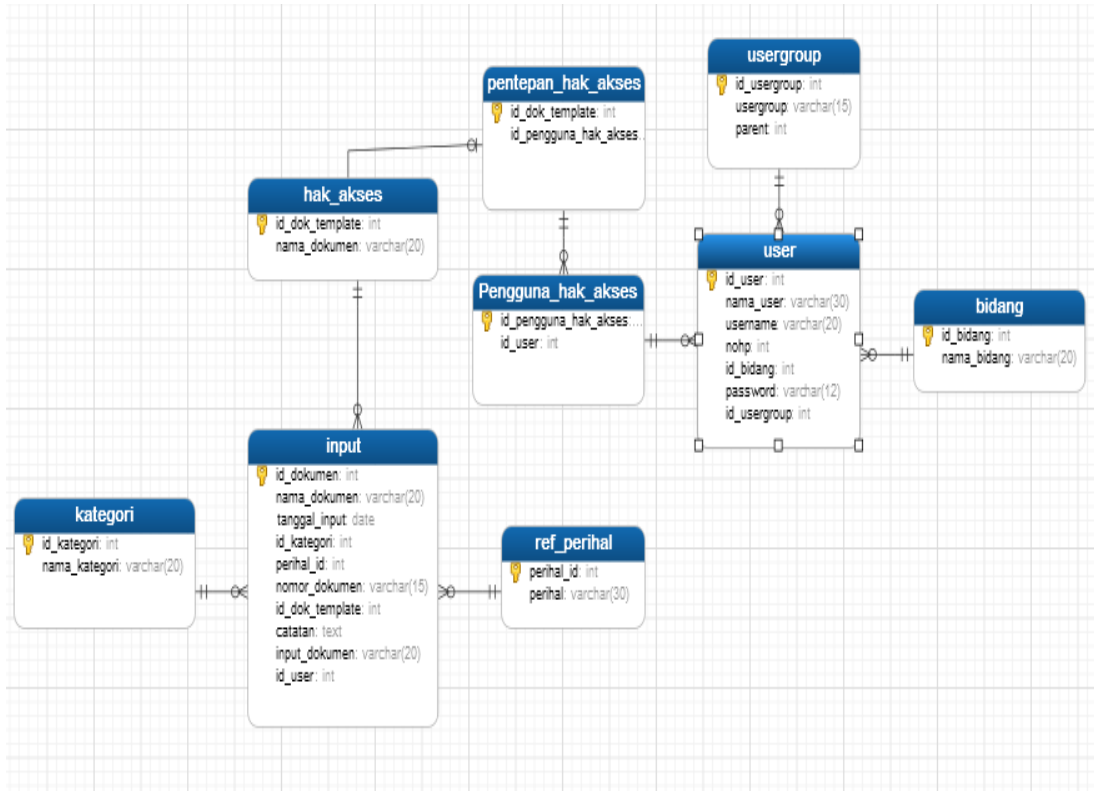 usergroup
id_usergroup: int
usergroup: varchar(15)
parent: int
pentepan_hak_akses
id_dok_template: int
id_pengguna_hak_akses:..
hak_akses
id_dok_template: int
nama_dokumen: varchar(20)
user
id_user: int
nama_user: varchar(30)
username: varchar(20)
nohp: int
id_bidang: int
password: varchar(12)
id_usergroup: int
Pengguna_hak_akses
id_pengguna_hak_akses:...
id_user: int
bidang
id_bidang: int
nama_bidang: varchar(20)
input
id_dokumen: int
nama_dokumen: varchar(20)
tanggal_input: date
id_kategori: int
perihal_id: int
nomor_dokumen: varchar(15)
id_dok_template: int
catatan: text
input_dokumen: varchar(20)
id_user: int
kategori
id_kategori: int
nama_kategori: varchar(20)
ref_perihal
perihal_id: int
perihal: varchar(30)